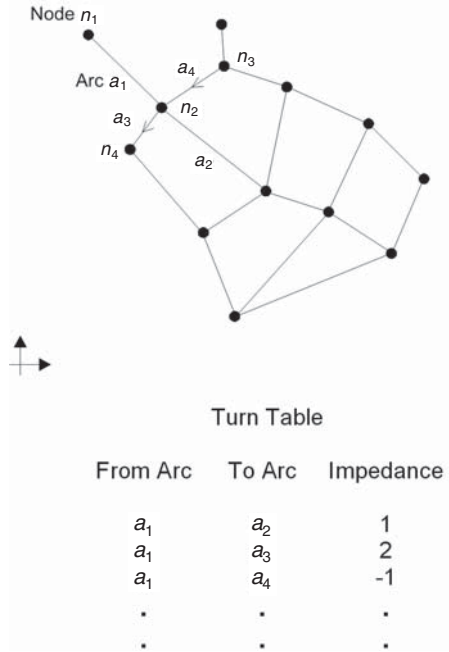 Node n₁
a₄
n₃
Arc a₁
n₂
a₃
n₄
a₂
Turn Table
From Arc To Arc Impedance
a₁ a₂ 1
a₁ a₃ 2
a₁ a₄ -1
. . .
. . .